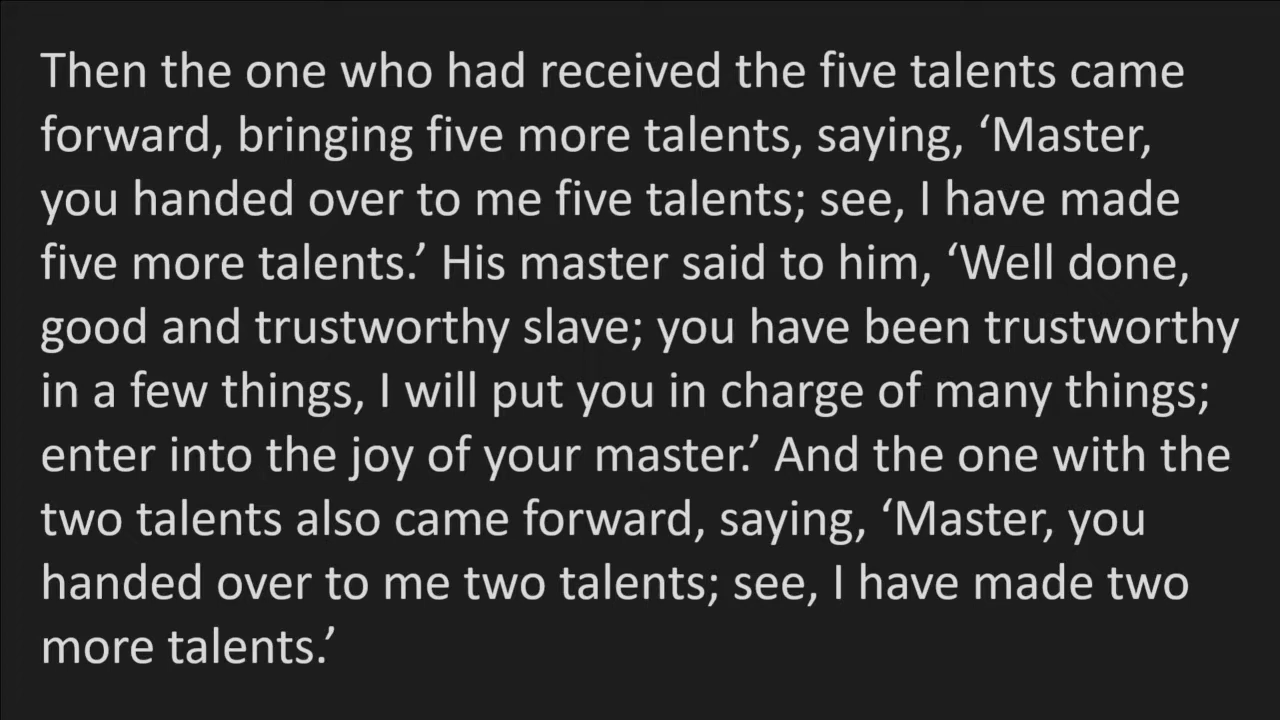 Then the one who had received the five talents came
forward, bringing five more talents, saying, ‘Master,
you handed over to me five talents; see, I have made
five more talents.’ His master said to him, ‘Well done,
good and trustworthy slave; you have been trustworthy
in a few things, I will put you in charge of many things;
enter into the joy of your master.’ And the one with the
two talents also came forward, saying, ‘Master, you
handed over to me two talents; see, I have made two
more talents.’